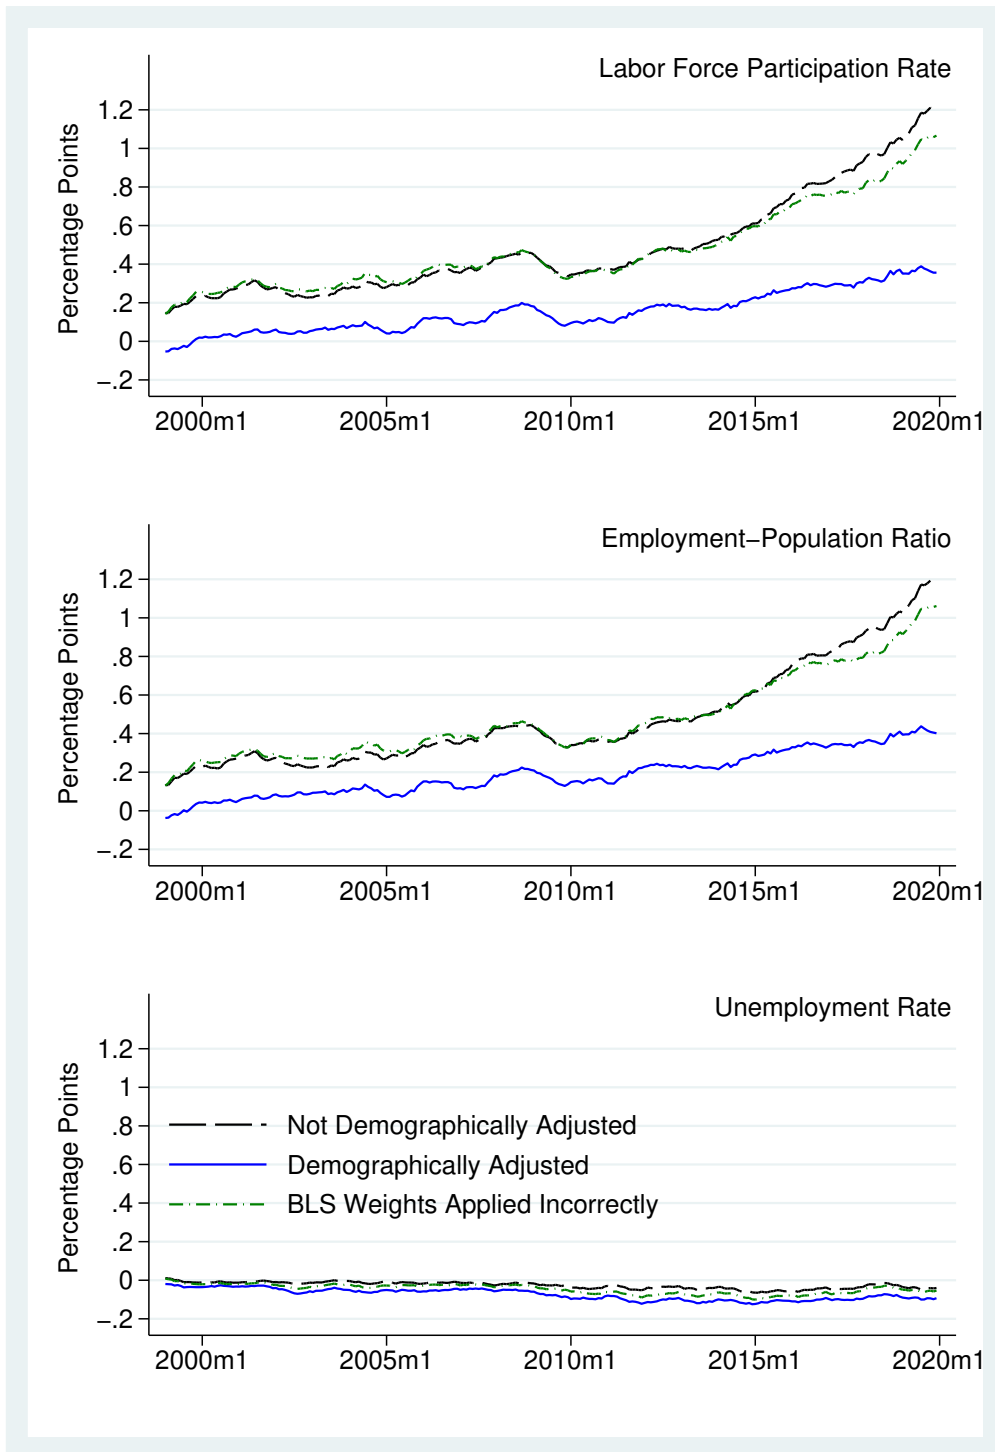 Labor Force Participation Rate
Percentage Points
1.2
1
.8
.6
.4
.2
0
−.2
2000m1 2005m1 2010m1 2015m1 2020m1
Employment−Population Ratio
Percentage Points
1.2
1
.8
.6
.4
.2
0
−.2
2000m1 2005m1 2010m1 2015m1 2020m1
Unemployment Rate
Percentage Points
1.2
1
.8
.6
.4
.2
0
−.2
Not Demographically Adjusted
Demographically Adjusted
BLS Weights Applied Incorrectly
2000m1 2005m1 2010m1 2015m1 2020m1